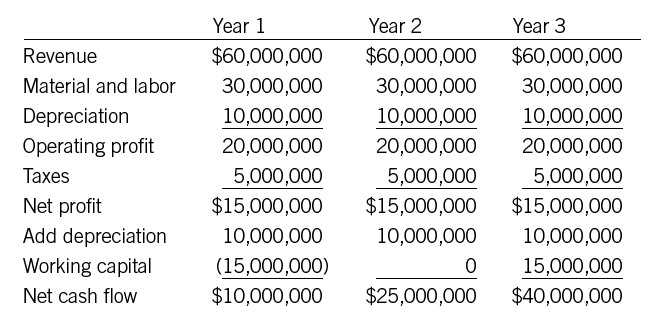 Year 1 Year 2 Year 3
Revenue $60,000,000 $60,000,000 $60,000,000
Material and labor 30,000,000 30,000,000 30,000,000
Depreciation 10,000,000 10,000,000 10,000,000
Operating profit 20,000,000 20,000,000 20,000,000
Taxes 5,000,000 5,000,000 5,000,000
Net profit $15,000,000 $15,000,000 $15,000,000
Add depreciation 10,000,000 10,000,000 10,000,000
Working capital (15,000,000) 0 15,000,000
Net cash flow $10,000,000 $25,000,000 $40,000,000